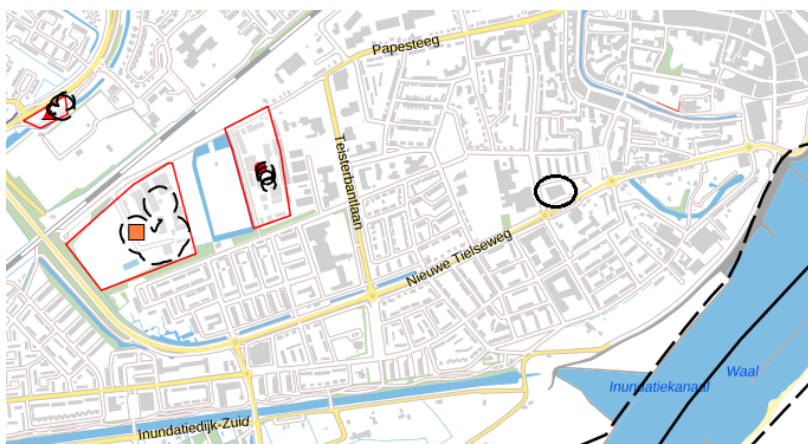 Papesteeg
Teisterbantlaan
Nieuwe Tielseweg
Waal
Inundatiekanaal
Inundatiedijk-Zuid